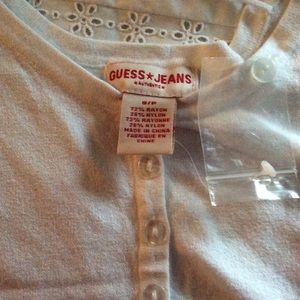 GUESS★JEANS
AUTHENTIC
S/P
72% RAYON
28% NYLON
72% RAYONNE
28% NYLON
MADE IN CHINA
FABRIQUE EN
CHINE